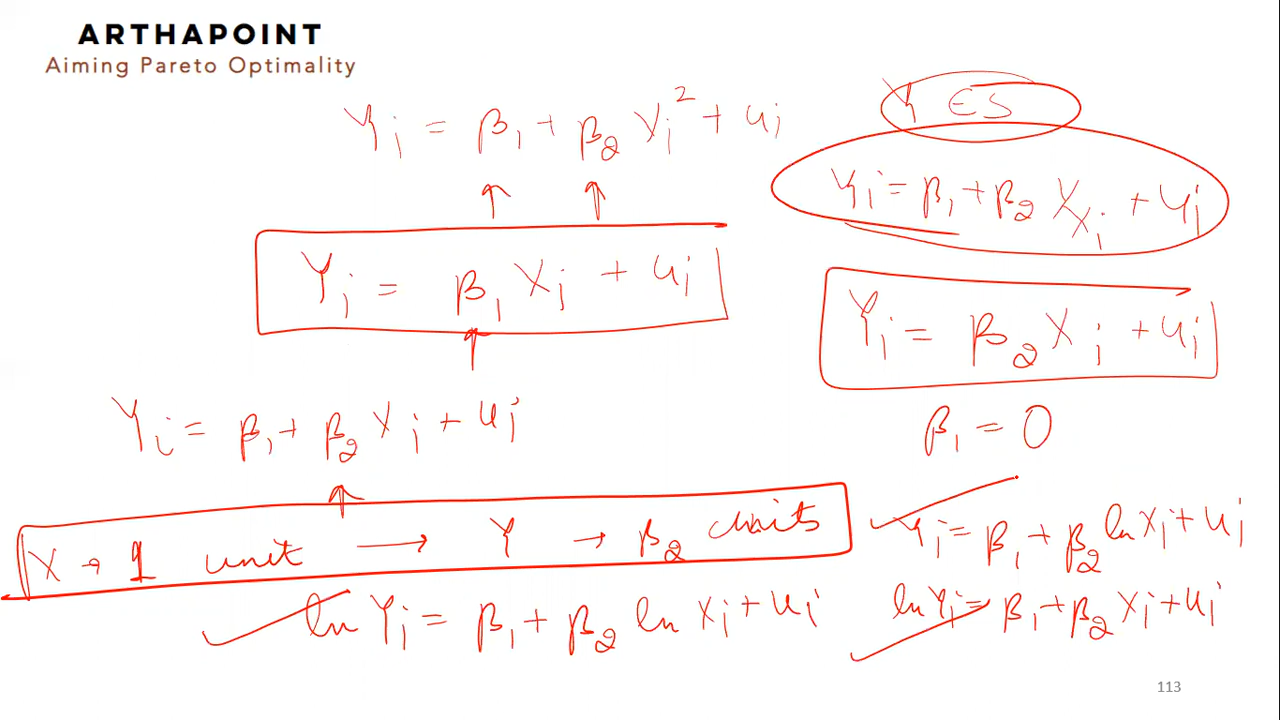 ARTHAPOINT
Aiming Pareto Optimality
Yi = β₁ + β₂ Xi² + ui
YES
Yi = β₁ + β₂ Xi + ui
Yi = β₁ Xi + ui
Yi = β₂ Xi + ui
Yi = β₁ + β₂ Xi + ui
β₁ = 0
X → 1 unit → Y → β₂ units
Yi = β₁ + β₂ ln Xi + ui
ln Yi = β₁ + β₂ ln Xi + ui
ln Yi = β₁ + β₂ Xi + ui
113